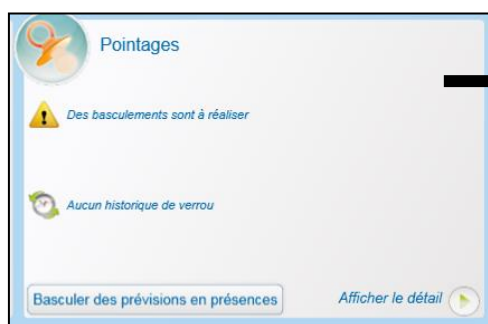 Pointages
Des basculements sont à réaliser
Aucun historique de verrou
Basculer des prévisions en présences
Afficher le détail